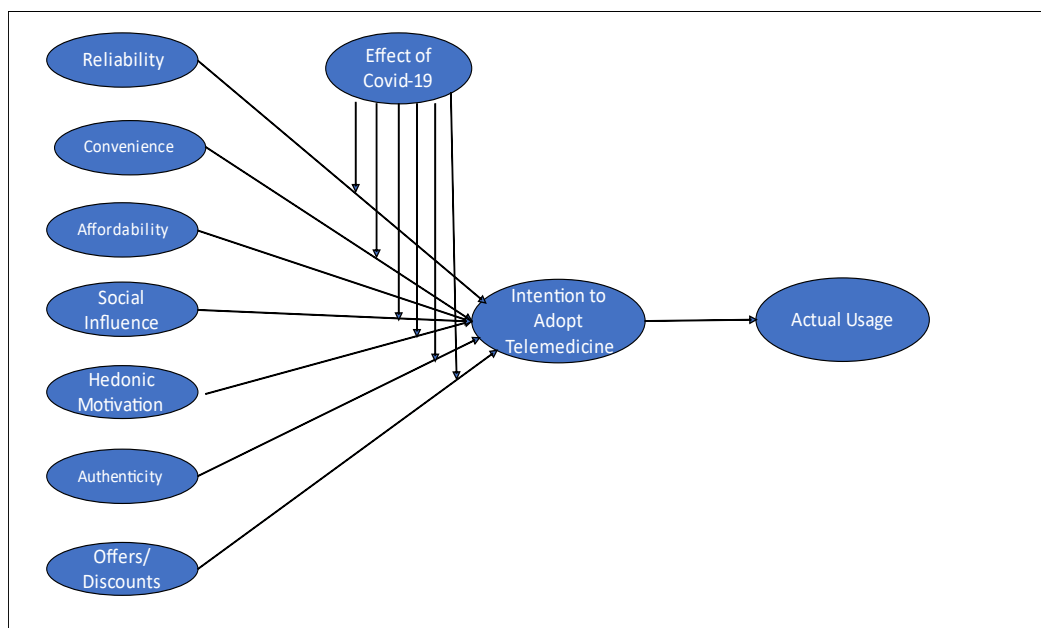 Reliability
Effect of
Covid-19
Convenience
Affordability
Social
Influence
Intention to
Adopt
Telemedicine
Actual Usage
Hedonic
Motivation
Authenticity
Offers/
Discounts